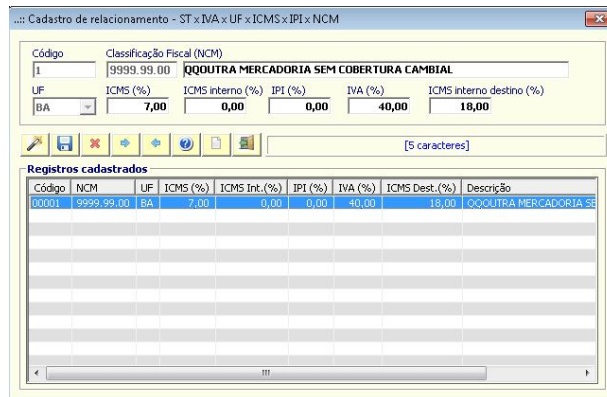 ..:: Cadastro de relacionamento - ST x IVA x UF x ICMS x IPI x NCM
Código Classificação Fiscal (NCM)
1 9999.99.00 QQOUTRA MERCADORIA SEM COBERTURA CAMBIAL
UF ICMS (%) ICMS interno (%) IPI (%) IVA (%) ICMS interno destino (%)
BA 7,00 0,00 0,00 40,00 18,00
[5 caracteres]
Registros cadastrados
Código NCM UF ICMS (%) ICMS Int.(%) IPI (%) IVA (%) ICMS Dest.(%) Descrição
00001 9999.99.00 BA 7,00 0,00 0,00 40,00 18,00 QQOUTRA MERCADORIA SE